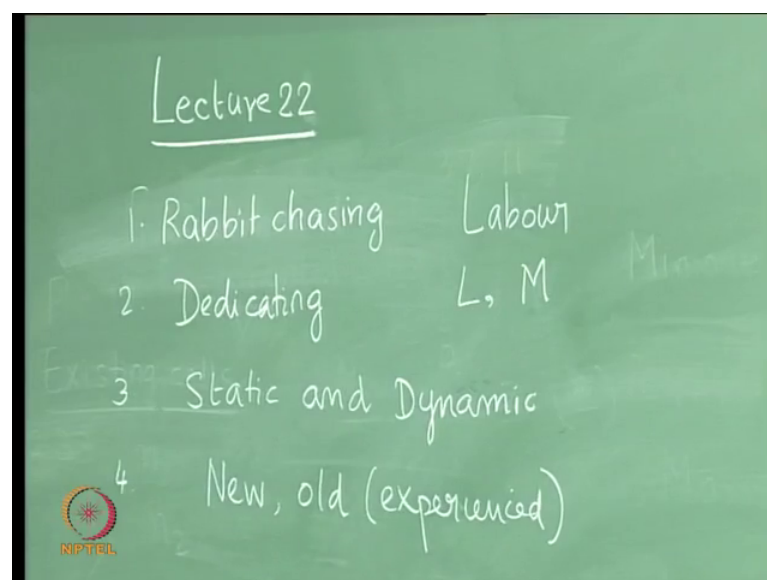 Lecture 22
1. Rabbit chasing Labour
2. Dedicating L, M
3 Static and Dynamic
4. New, old (experienced)
NPTEL